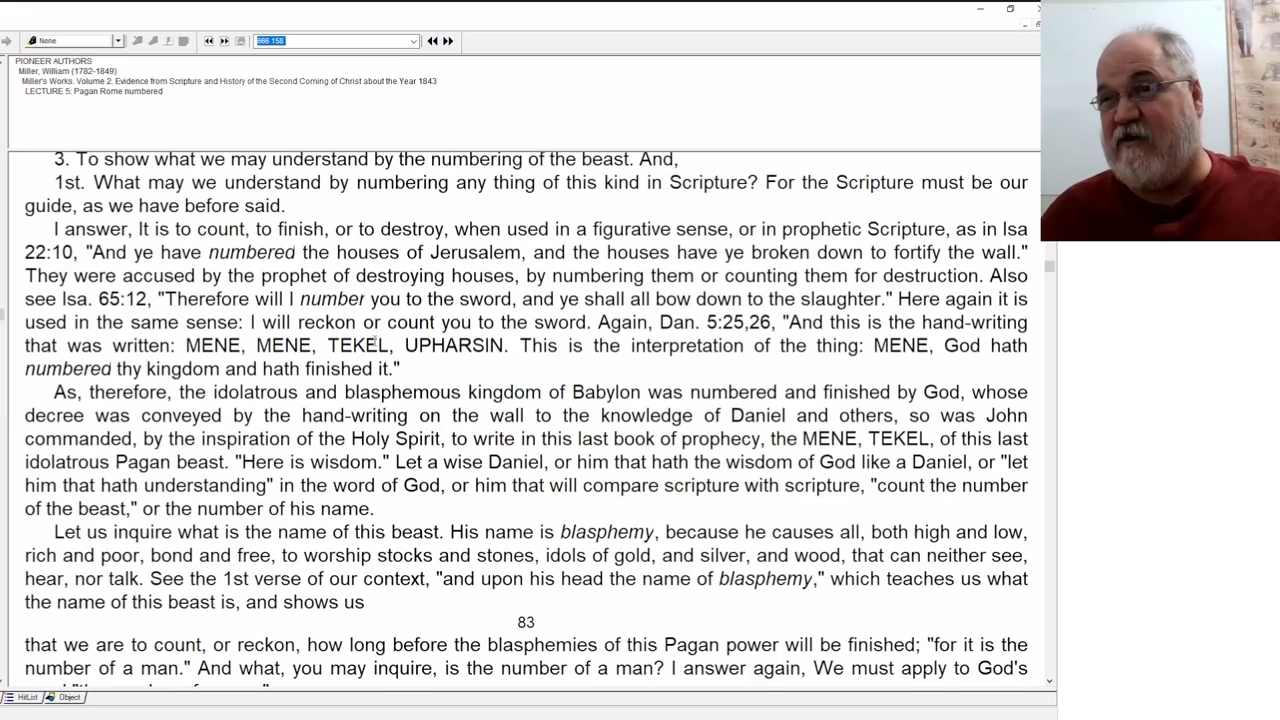 None
686 158
PIONEER AUTHORS
Miller, William (1782-1849)
Miller's Works. Volume 2. Evidence from Scripture and History of the Second Coming of Christ about the Year 1843
LECTURE 5: Pagan Rome numbered
3. To show what we may understand by the numbering of the beast. And,
1st. What may we understand by numbering any thing of this kind in Scripture? For the Scripture must be our
guide, as we have before said.
I answer, It is to count, to finish, or to destroy, when used in a figurative sense, or in prophetic Scripture, as in Isa
22:10, "And ye have numbered the houses of Jerusalem, and the houses have ye broken down to fortify the wall."
They were accused by the prophet of destroying houses, by numbering them or counting them for destruction. Also
see Isa. 65:12, "Therefore will I number you to the sword, and ye shall all bow down to the slaughter." Here again it is
used in the same sense: I will reckon or count you to the sword. Again, Dan. 5:25,26, "And this is the hand-writing
that was written: MENE, MENE, TEKEL, UPHARSIN. This is the interpretation of the thing: MENE, God hath
numbered thy kingdom and hath finished it."
As, therefore, the idolatrous and blasphemous kingdom of Babylon was numbered and finished by God, whose
decree was conveyed by the hand-writing on the wall to the knowledge of Daniel and others, so was John
commanded, by the inspiration of the Holy Spirit, to write in this last book of prophecy, the MENE, TEKEL, of this last
idolatrous Pagan beast. "Here is wisdom." Let a wise Daniel, or him that hath the wisdom of God like a Daniel, or "let
him that hath understanding" in the word of God, or him that will compare scripture with scripture, "count the number
of the beast," or the number of his name.
Let us inquire what is the name of this beast. His name is blasphemy, because he causes all, both high and low,
rich and poor, bond and free, to worship stocks and stones, idols of gold, and silver, and wood, that can neither see,
hear, nor talk. See the 1st verse of our context, "and upon his head the name of blasphemy," which teaches us what
the name of this beast is, and shows us
83
that we are to count, or reckon, how long before the blasphemies of this Pagan power will be finished; "for it is the
number of a man." And what, you may inquire, is the number of a man? I answer again, We must apply to God's
HitList
Object